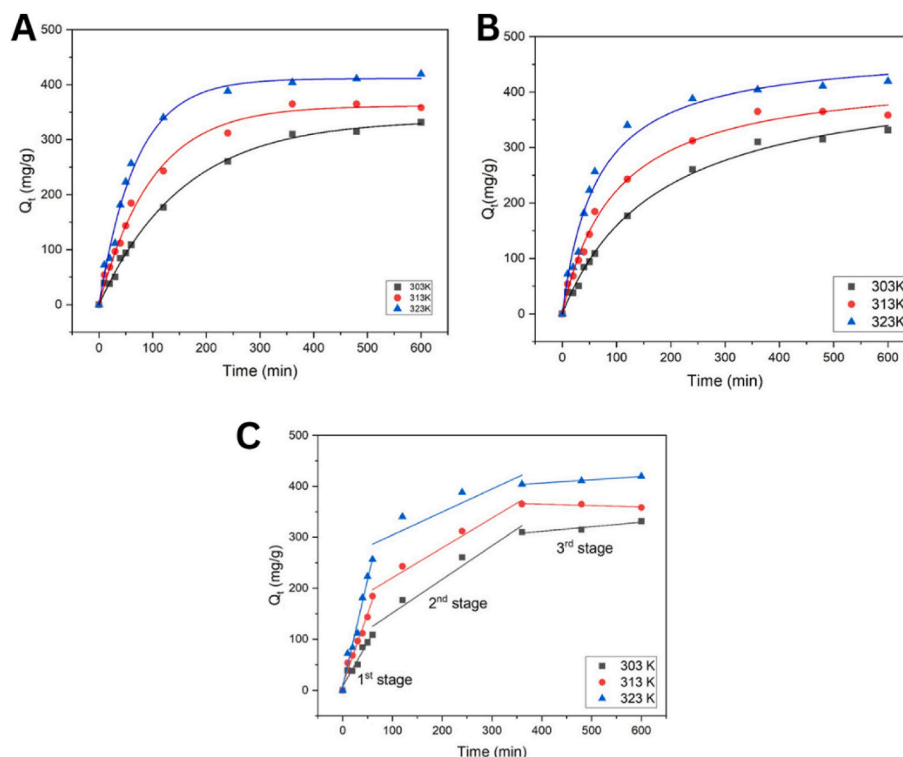 A
500
400
300
200
100
0
Qt (mg/g)
303K
313K
323K
0 100 200 300 400 500 600
Time (min)
B
500
400
300
200
100
0
Qt(mg/g)
303K
313K
323K
0 100 200 300 400 500 600
Time (min)
C
500
400
300
200
100
0
Qt (mg/g)
1st stage
2nd stage
3rd stage
303 K
313 K
323 K
0 100 200 300 400 500 600
Time (min)